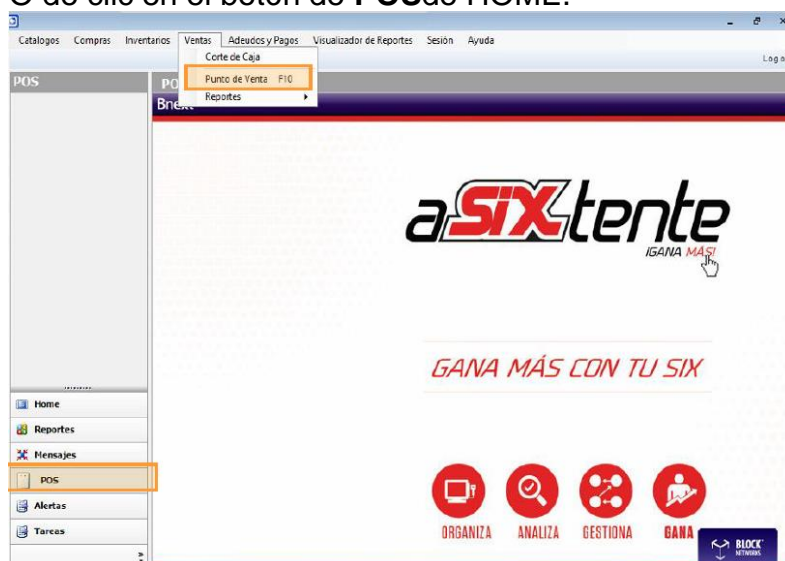 O de clic en el botón de POSde HOME:
Catalogos Compras Inventarios Ventas Adeudos y Pagos Visualizador de Reportes Sesión Ayuda
Corte de Caja
Punto de Venta F10
Reportes
POS
Bnext
aSIXtente
¡GANA MÁS!
GANA MÁS CON TU SIX
Home
Reportes
Mensajes
POS
Alertas
Tareas
ORGANIZA ANALIZA GESTIONA GANA
BLOCK
NETWORKS